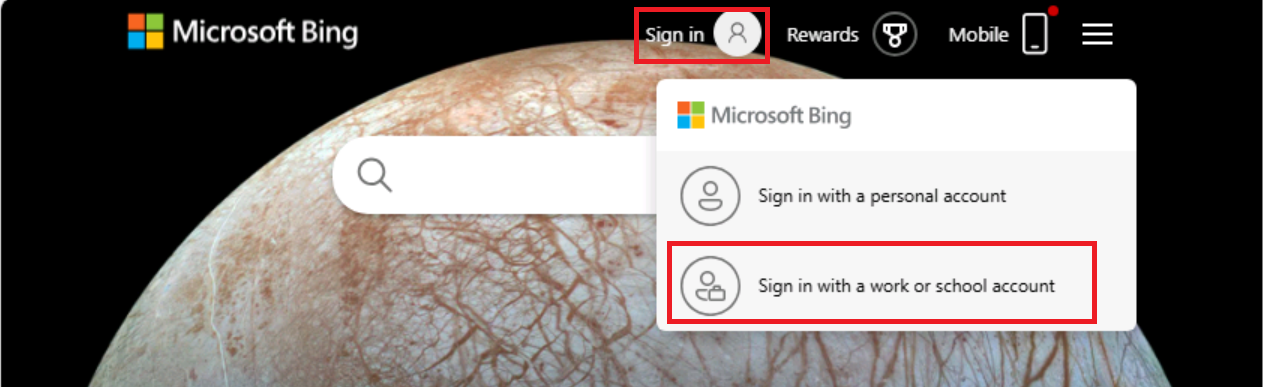 Microsoft Bing
Sign in
Rewards
Mobile
Microsoft Bing
Sign in with a personal account
Sign in with a work or school account